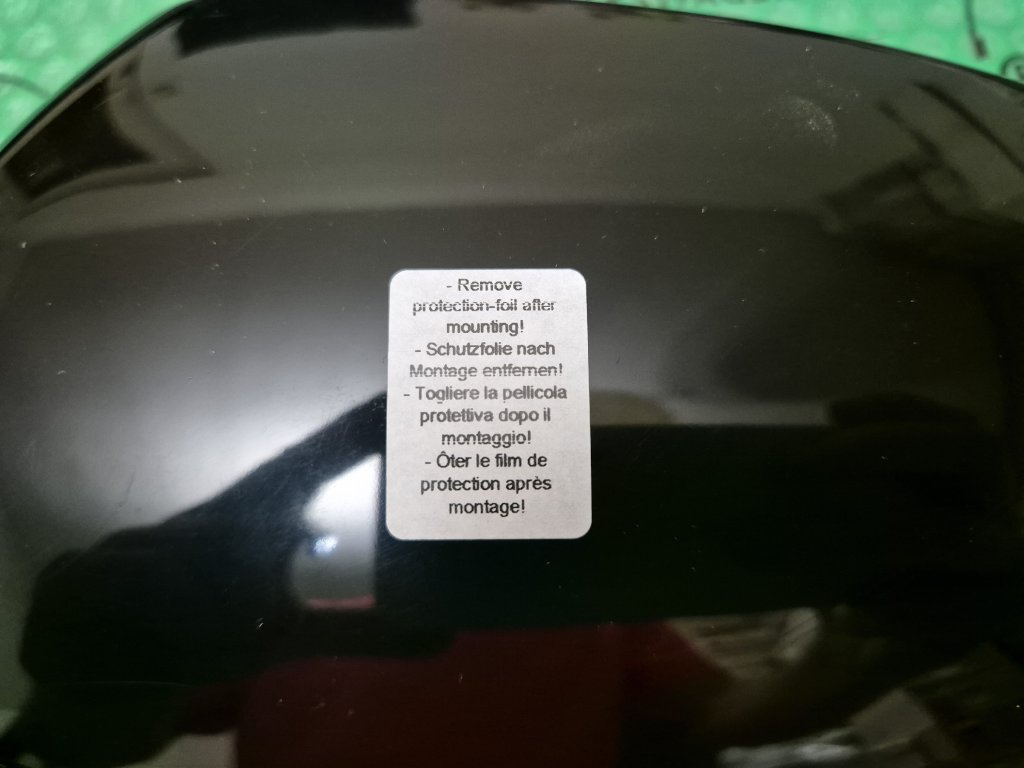 - Remove
protection-foil after
mounting!
- Schutzfolie nach
Montage entfernen!
- Togliere la pellicola
protettiva dopo il
montaggio!
- Ôter le film de
protection après
montage!